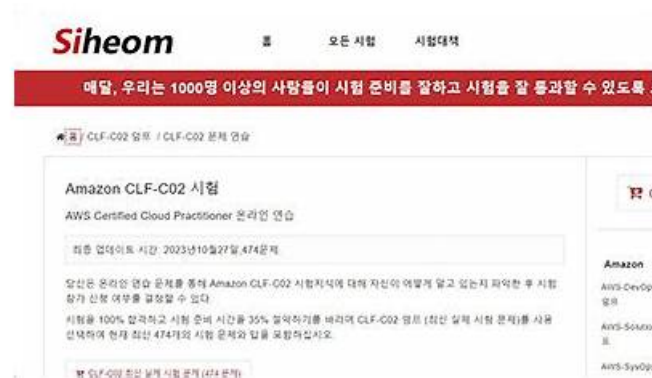 Siheom
홈 모든 시험 시험대책
매달, 우리는 1000명 이상의 사람들이 시험 준비를 잘하고 시험을 잘 통과할 수 있도록
홈 / CLF-C02 덤프 / CLF-C02 문제 연습
Amazon CLF-C02 시험
AWS Certified Cloud Practitioner 온라인 연습
최종 업데이트 시간: 2023년10월27일,474문제
당신은 온라인 연습 문제를 통해 Amazon CLF-C02 시험지식에 대해 자신이 어떻게 알고 있는지 파악한 후 시험
참가 신청 여부를 결정할 수 있다.
시험을 100% 합격하고 시험 준비 시간을 35% 절약하기를 바라며 CLF-C02 덤프 (최신 실제 시험 문제)를 사용
선택하여 현재 최신 474개의 시험 문제와 답을 포함하십시오.
CLF-C02 최신 실제 시험 문제 (474 문제)
Amazon
AWS-DevOp
덤프
AWS-Solutio
프
AWS-SysOp